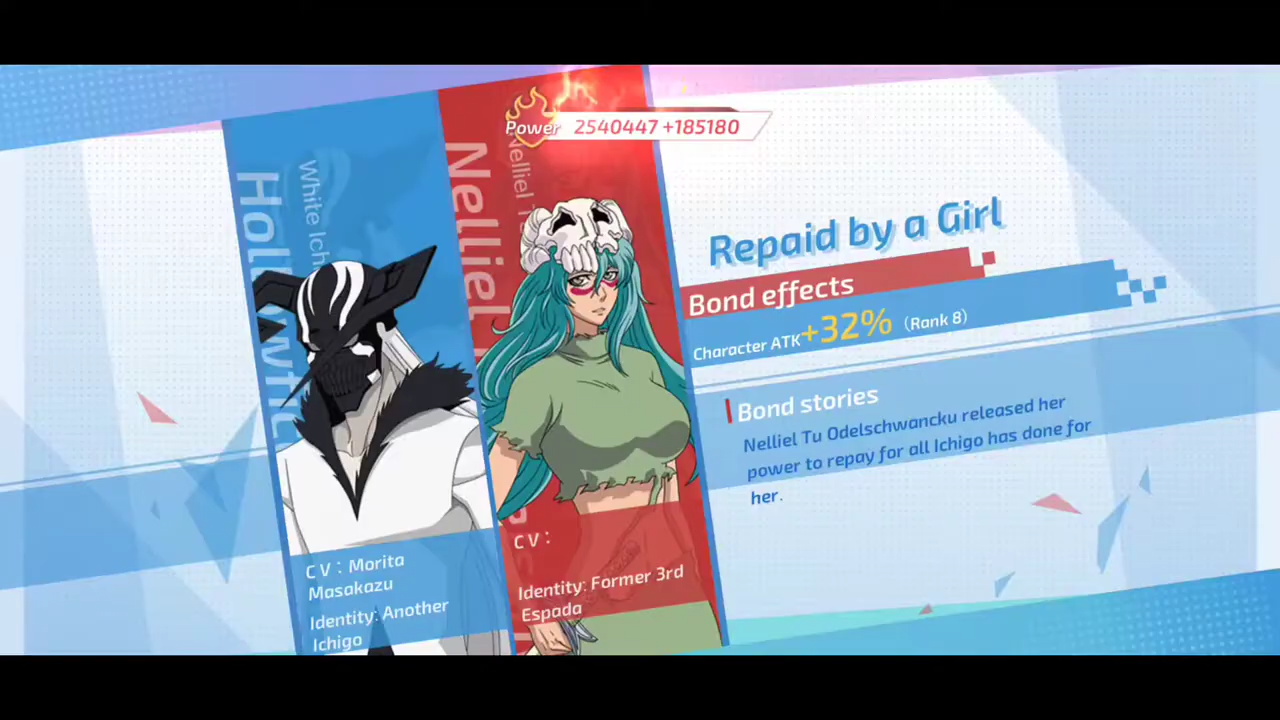 Power 2540447 +185180
White Ich
Nelliel T
Nelliel
Repaid by a Girl
Bond effects
Character ATK+32% (Rank 8)
Bond stories
Nelliel Tu Odelschwancku released her
power to repay for all Ichigo has done for
her.
CV: Morita
Masakazu
Identity: Another
Ichigo
CV:
Identity: Former 3rd
Espada